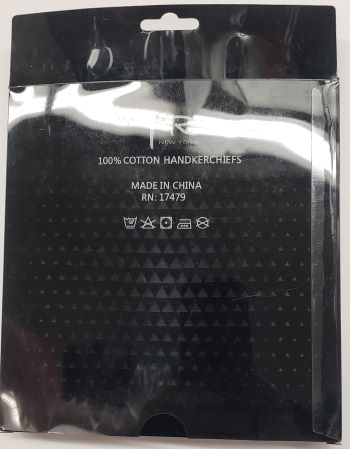 NEW YORK
100% COTTON HANDKERCHIEFS
MADE IN CHINA
RN: 17479